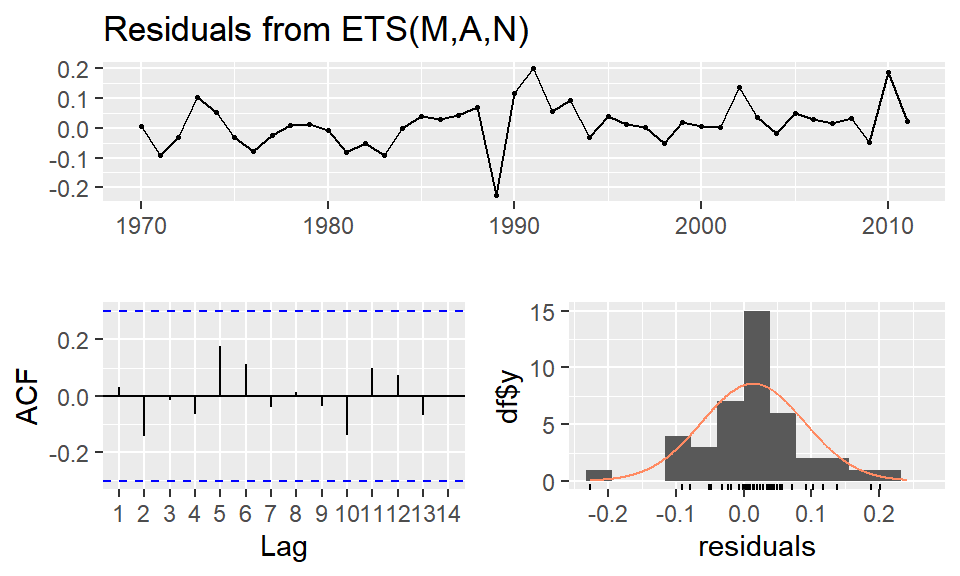 Residuals from ETS(M,A,N)
0.2
0.1
0.0
-0.1
-0.2
1970 1980 1990 2000 2010
ACF
0.2
0.0
-0.2
1 2 3 4 5 6 7 8 9 10 11 12 13 14
Lag
df$y
15
10
5
0
-0.2 -0.1 0.0 0.1 0.2
residuals